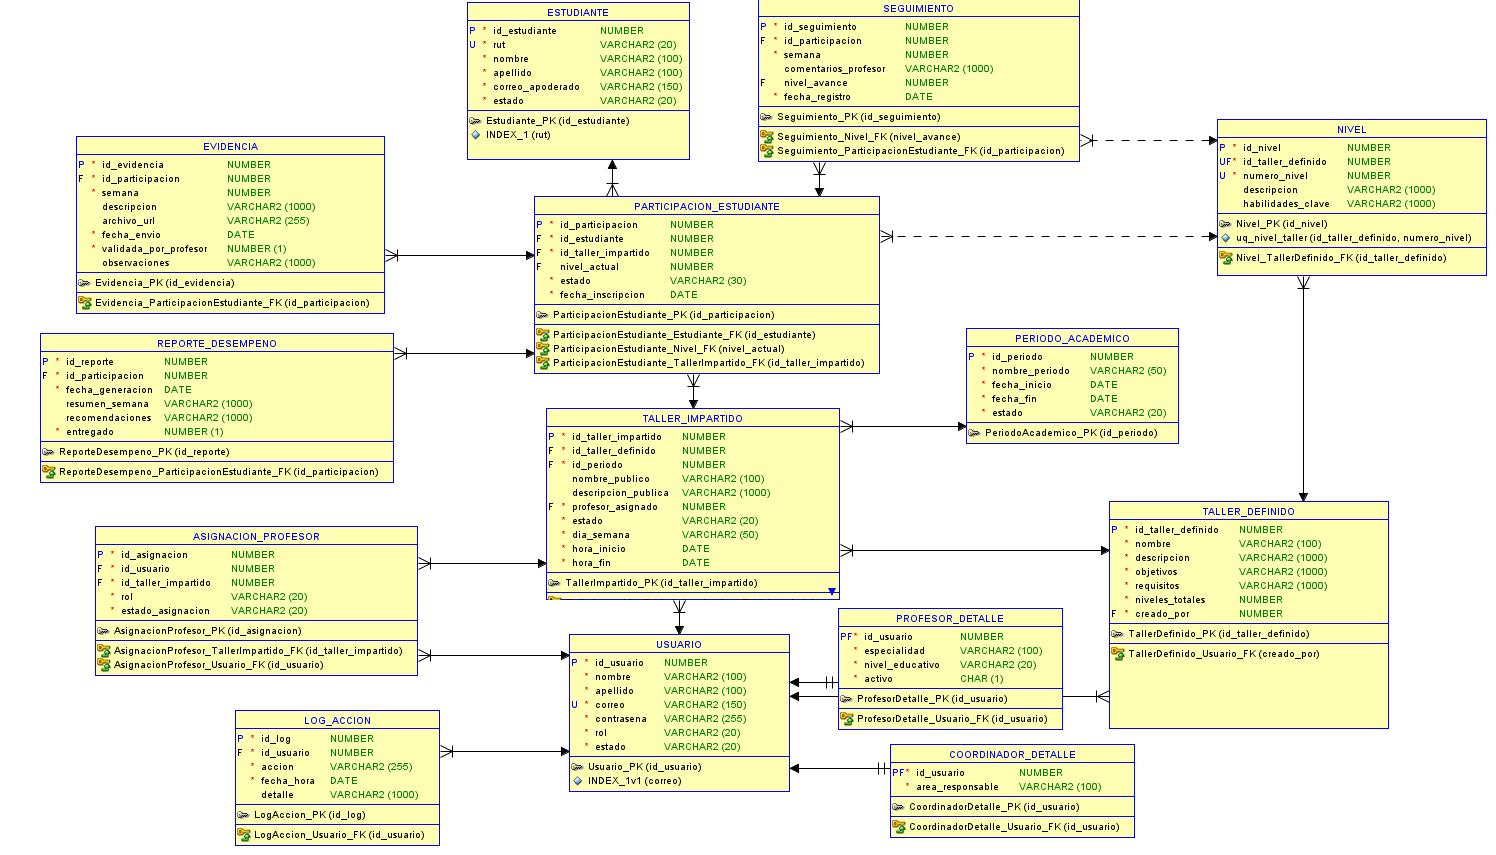 ESTUDIANTE
P * id_estudiante NUMBER
U * rut VARCHAR2 (20)
* nombre VARCHAR2 (100)
* apellido VARCHAR2 (100)
* correo_apoderado VARCHAR2 (150)
* estado VARCHAR2 (20)
Estudiante_PK (id_estudiante)
INDEX_1 (rut)
SEGUIMIENTO
P * id_seguimiento NUMBER
F * id_participacion NUMBER
* semana NUMBER
comentarios_profesor VARCHAR2 (1000)
F nivel_avance NUMBER
* fecha_registro DATE
Seguimiento_PK (id_seguimiento)
Seguimiento_Nivel_FK (nivel_avance)
Seguimiento_ParticipacionEstudiante_FK (id_participacion)
NIVEL
P * id_nivel NUMBER
UF* id_taller_definido NUMBER
U * numero_nivel NUMBER
descripcion VARCHAR2 (1000)
habilidades_clave VARCHAR2 (1000)
Nivel_PK (id_nivel)
uq_nivel_taller (id_taller_definido, numero_nivel)
Nivel_TallerDefinido_FK (id_taller_definido)
EVIDENCIA
P * id_evidencia NUMBER
F * id_participacion NUMBER
* semana NUMBER
descripcion VARCHAR2 (1000)
archivo_url VARCHAR2 (255)
* fecha_envio DATE
* validada_por_profesor NUMBER (1)
observaciones VARCHAR2 (1000)
Evidencia_PK (id_evidencia)
Evidencia_ParticipacionEstudiante_FK (id_participacion)
PARTICIPACION_ESTUDIANTE
P * id_participacion NUMBER
F * id_estudiante NUMBER
F * id_taller_impartido NUMBER
F nivel_actual NUMBER
* estado VARCHAR2 (30)
* fecha_inscripcion DATE
ParticipacionEstudiante_PK (id_participacion)
ParticipacionEstudiante_Estudiante_FK (id_estudiante)
ParticipacionEstudiante_Nivel_FK (nivel_actual)
ParticipacionEstudiante_TallerImpartido_FK (id_taller_impartido)
REPORTE_DESEMPENO
P * id_reporte NUMBER
F * id_participacion NUMBER
* fecha_generacion DATE
resumen_semana VARCHAR2 (1000)
recomendaciones VARCHAR2 (1000)
* entregado NUMBER (1)
ReporteDesempeno_PK (id_reporte)
ReporteDesempeno_ParticipacionEstudiante_FK (id_participacion)
PERIODO_ACADEMICO
P * id_periodo NUMBER
* nombre_periodo VARCHAR2 (50)
* fecha_inicio DATE
* fecha_fin DATE
* estado VARCHAR2 (20)
PeriodoAcademico_PK (id_periodo)
TALLER_IMPARTIDO
P * id_taller_impartido NUMBER
F * id_taller_definido NUMBER
F * id_periodo NUMBER
nombre_publico VARCHAR2 (100)
descripcion_publica VARCHAR2 (1000)
F * profesor_asignado NUMBER
* estado VARCHAR2 (20)
* dia_semana VARCHAR2 (50)
* hora_inicio DATE
* hora_fin DATE
TallerImpartido_PK (id_taller_impartido)
TALLER_DEFINIDO
P * id_taller_definido NUMBER
* nombre VARCHAR2 (100)
* descripcion VARCHAR2 (1000)
* objetivos VARCHAR2 (1000)
* requisitos VARCHAR2 (1000)
* niveles_totales NUMBER
F * creado_por NUMBER
TallerDefinido_PK (id_taller_definido)
TallerDefinido_Usuario_FK (creado_por)
ASIGNACION_PROFESOR
P * id_asignacion NUMBER
F * id_usuario NUMBER
F * id_taller_impartido NUMBER
* rol VARCHAR2 (20)
* estado_asignacion VARCHAR2 (20)
AsignacionProfesor_PK (id_asignacion)
AsignacionProfesor_TallerImpartido_FK (id_taller_impartido)
AsignacionProfesor_Usuario_FK (id_usuario)
USUARIO
P * id_usuario NUMBER
* nombre VARCHAR2 (100)
* apellido VARCHAR2 (100)
U * correo VARCHAR2 (150)
* contrasena VARCHAR2 (255)
* rol VARCHAR2 (20)
* estado VARCHAR2 (20)
Usuario_PK (id_usuario)
INDEX_1v1 (correo)
PROFESOR_DETALLE
PF* id_usuario NUMBER
* especialidad VARCHAR2 (100)
* nivel_educativo VARCHAR2 (20)
* activo CHAR (1)
ProfesorDetalle_PK (id_usuario)
ProfesorDetalle_Usuario_FK (id_usuario)
LOG_ACCION
P * id_log NUMBER
F * id_usuario NUMBER
* accion VARCHAR2 (255)
* fecha_hora DATE
detalle VARCHAR2 (1000)
LogAccion_PK (id_log)
LogAccion_Usuario_FK (id_usuario)
COORDINADOR_DETALLE
PF* id_usuario NUMBER
* area_responsable VARCHAR2 (100)
CoordinadorDetalle_PK (id_usuario)
CoordinadorDetalle_Usuario_FK (id_usuario)